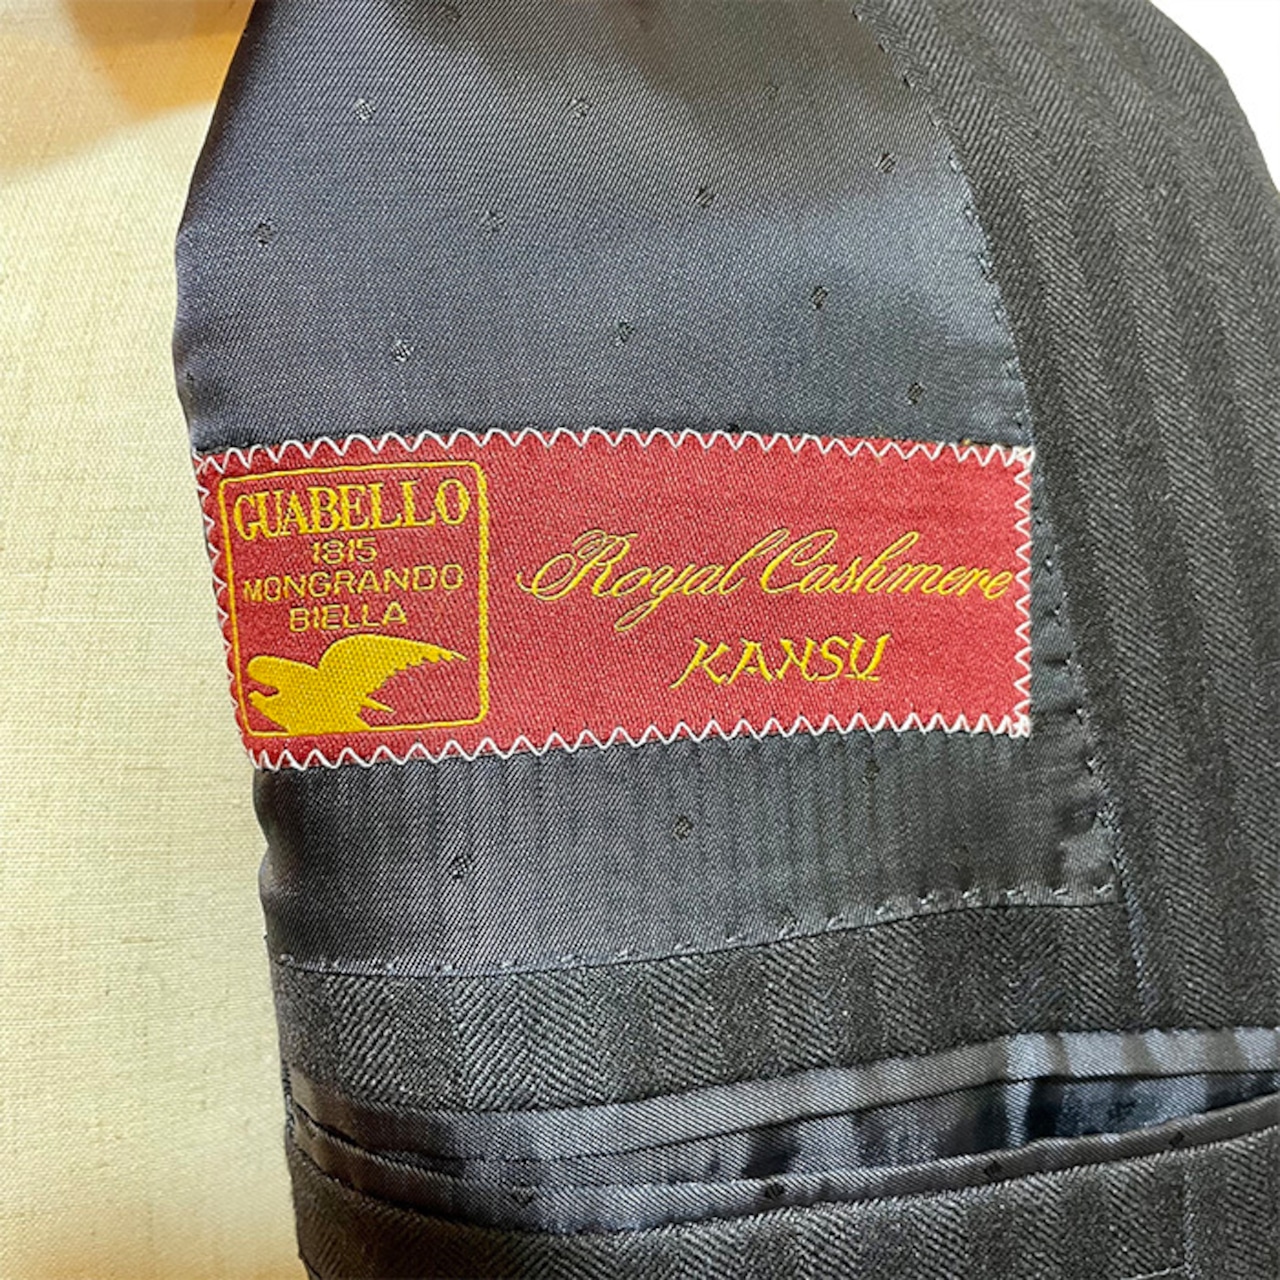 GUABELLO
1815
MONGRANDO
BIELLA
Royal Cashmere
KANSU